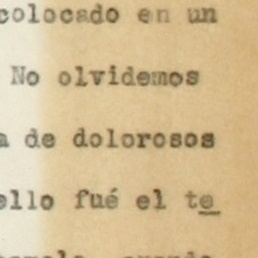 colocado en un
No olvidemos
a de dolorosos
ello fué el te